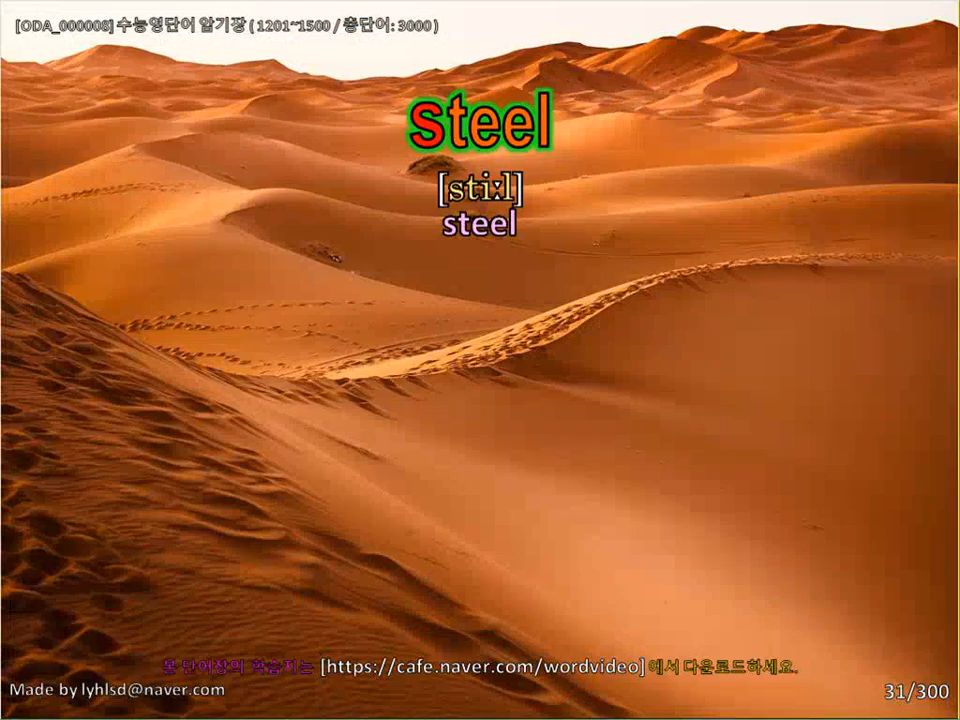 [ODA_000008] 수능영단어 암기장 ( 1201~1500 / 총단어: 3000 )
steel
[stiːl]
steel
본 단어장의 학습지는 [https://cafe.naver.com/wordvideo]에서 다운로드하세요.
Made by lyhlsd@naver.com
31/300